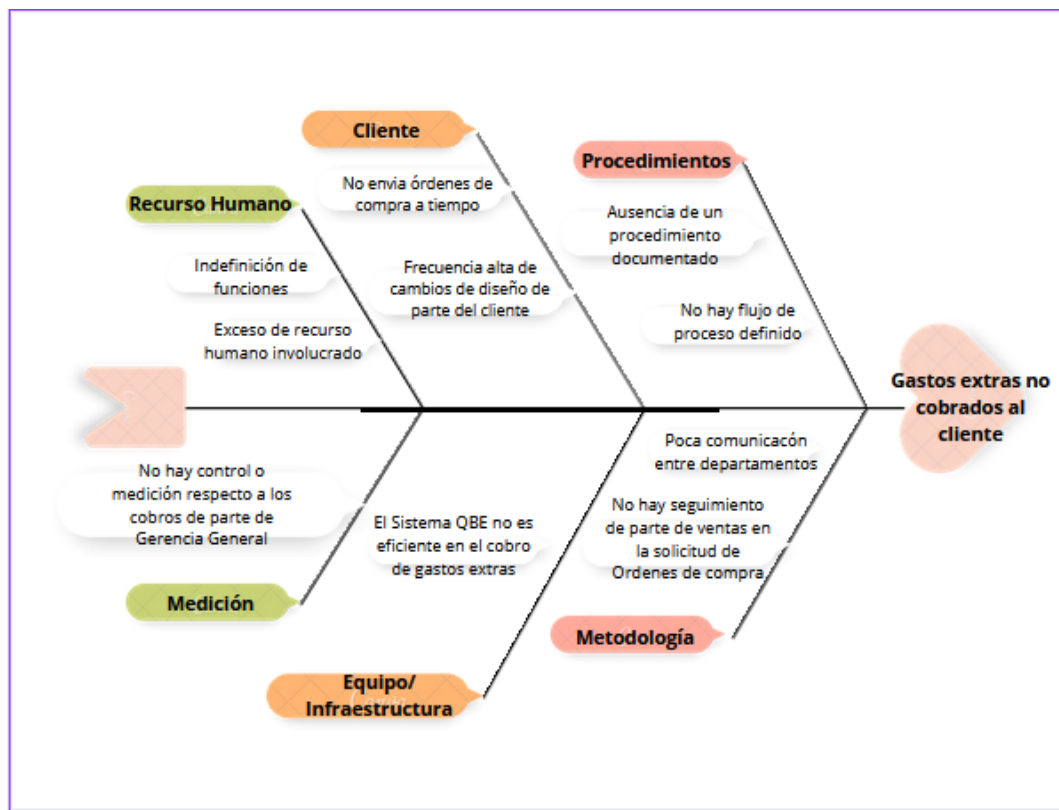 Cliente
No envia órdenes de
compra a tiempo
Frecuencia alta de
cambios de diseño de
parte del cliente
Procedimientos
Ausencia de un
procedimiento
documentado
No hay flujo de
proceso definido
Recurso Humano
Indefinición de
funciones
Exceso de recurso
humano involucrado
Gastos extras no
cobrados al
cliente
No hay control o
medición respecto a los
cobros de parte de
Gerencia General
Medición
El Sistema QBE no es
eficiente en el cobro
de gastos extras
Equipo/
Infraestructura
Poca comunicacón
entre departamentos
No hay seguimiento
de parte de ventas en
la solicitud de
Ordenes de compra
Metodología